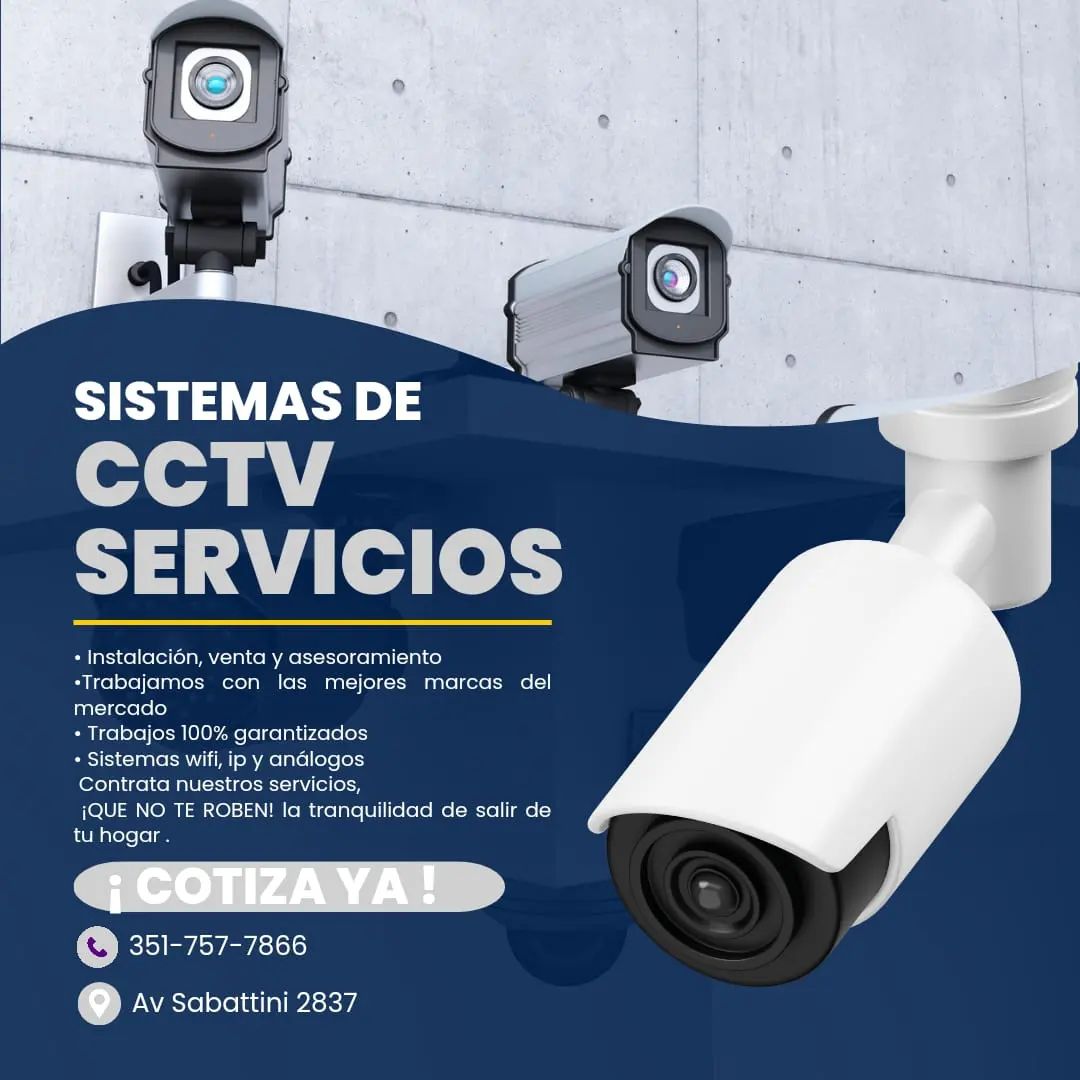 SISTEMAS DE
CCTV
SERVICIOS
• Instalación, venta y asesoramiento
•Trabajamos con las mejores marcas del
mercado
• Trabajos 100% garantizados
• Sistemas wifi, ip y análogos
Contrata nuestros servicios,
¡QUE NO TE ROBEN! la tranquilidad de salir de
tu hogar .
¡ COTIZA YA !
351-757-7866
Av Sabattini 2837